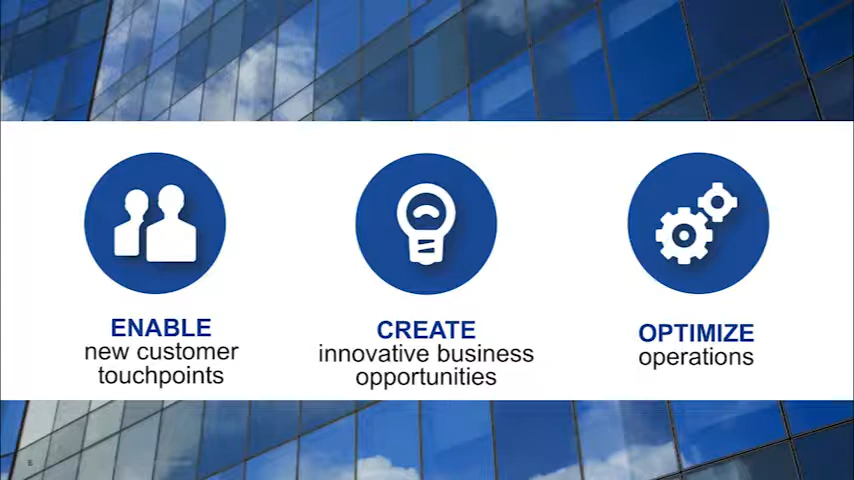 ENABLE
new customer
touchpoints
CREATE
innovative business
opportunities
OPTIMIZE
operations